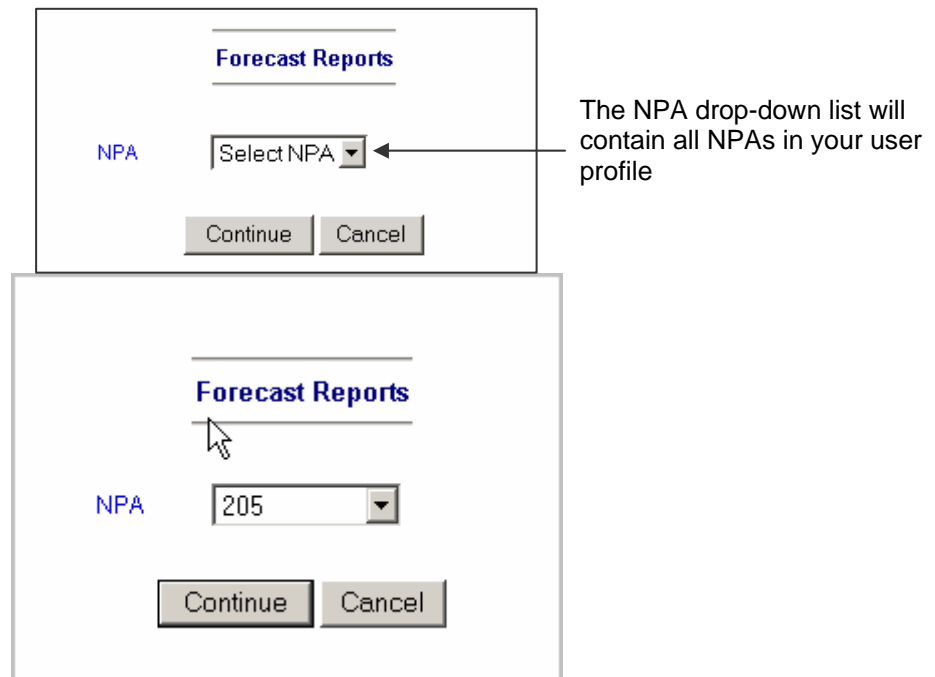 Forecast Reports
NPA Select NPA
The NPA drop-down list will
contain all NPAs in your user
profile
Continue Cancel
Forecast Reports
NPA 205
Continue Cancel